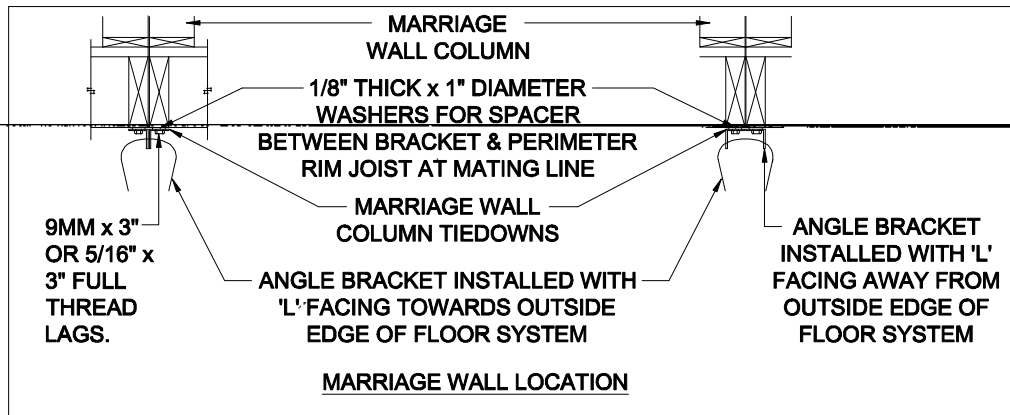 MARRIAGE
WALL COLUMN
1/8" THICK x 1" DIAMETER
WASHERS FOR SPACER
BETWEEN BRACKET & PERIMETER
RIM JOIST AT MATING LINE
MARRIAGE WALL
COLUMN TIEDOWNS
9MM x 3"
OR 5/16" x
3" FULL
THREAD
LAGS.
ANGLE BRACKET INSTALLED WITH
'L' FACING TOWARDS OUTSIDE
EDGE OF FLOOR SYSTEM
ANGLE BRACKET
INSTALLED WITH 'L'
FACING AWAY FROM
OUTSIDE EDGE OF
FLOOR SYSTEM
MARRIAGE WALL LOCATION